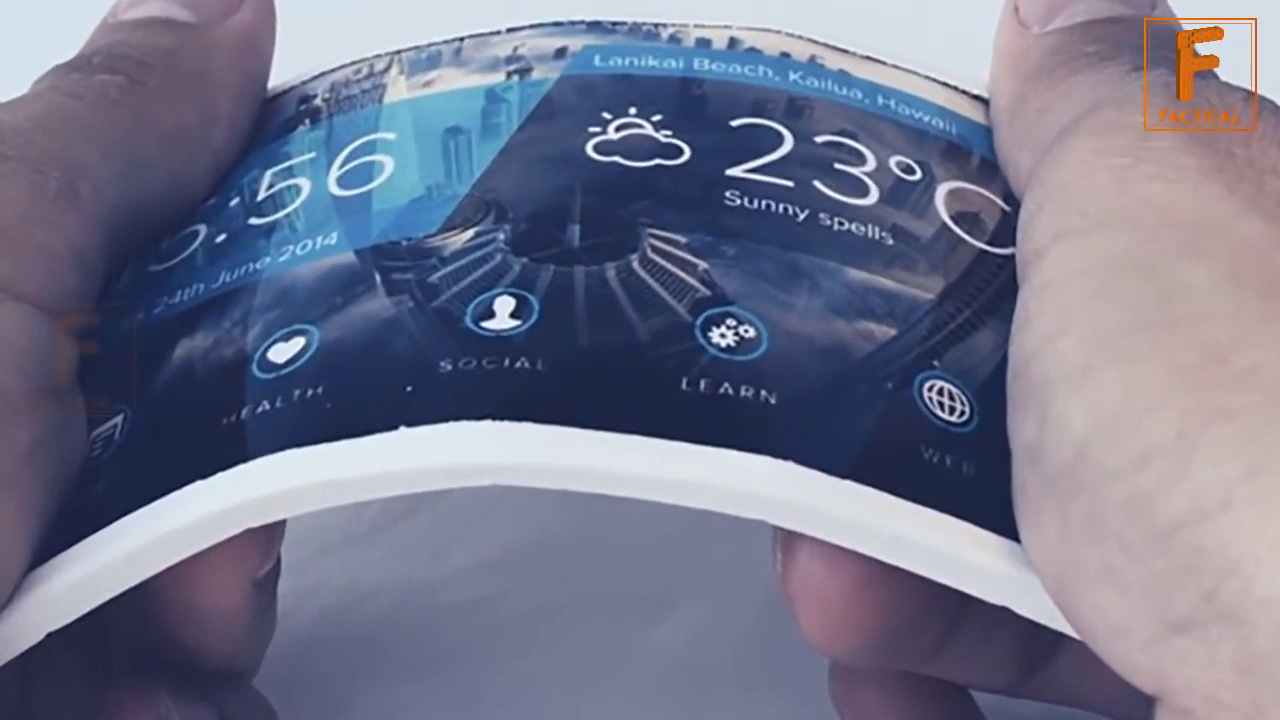 Lanikai Beach, Kailua, Hawaii
:56
23°C
Sunny spells
24th June 2014
SOCIAL
HEALTH
LEARN
WEB
F
FACTICAL